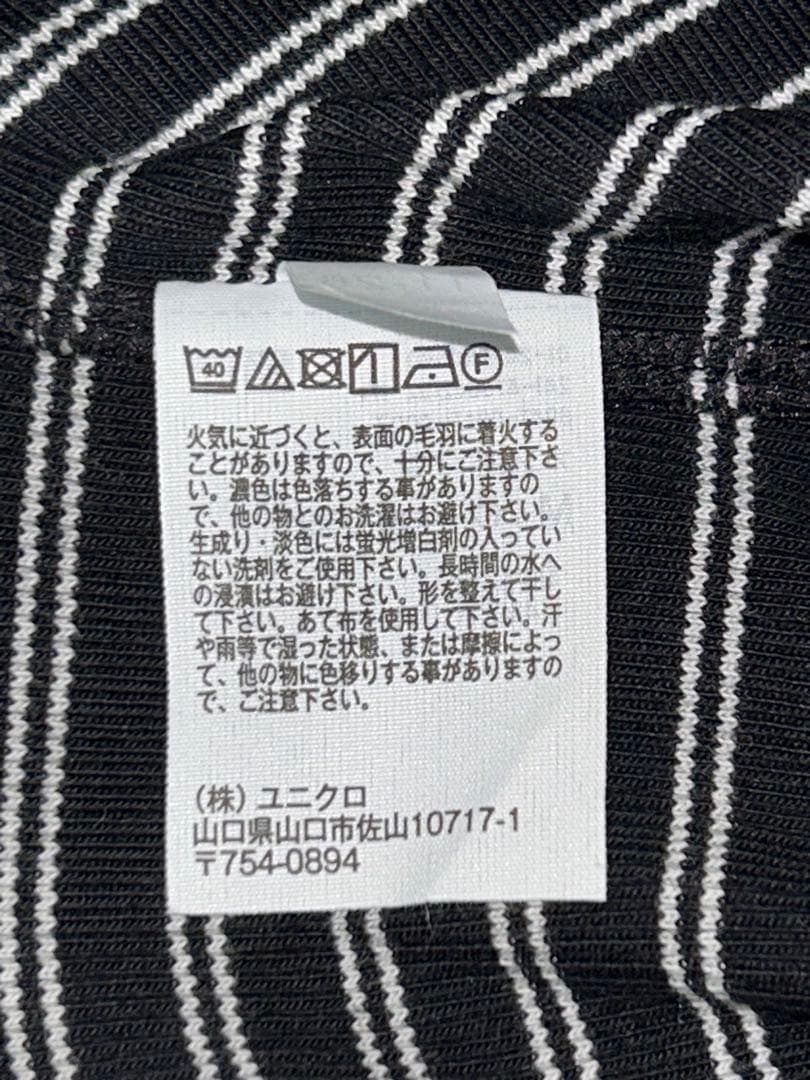 40
F
火気に近づくと、表面の毛羽に着火する
ことがありますので、十分にご注意下さ
い。濃色は色落ちする事がありますの
で、他の物とのお洗濯はお避け下さい。
生成り・淡色には蛍光増白剤の入ってい
ない洗剤をご使用下さい。長時間の水へ
の浸漬はお避け下さい。形を整えて干し
て下さい。あて布を使用して下さい。汗
や雨等で湿った状態、または摩擦によっ
て、他の物に色移りする事がありますの
で、ご注意下さい。
(株) ユニクロ
山口県山口市佐山10717-1
〒754-0894